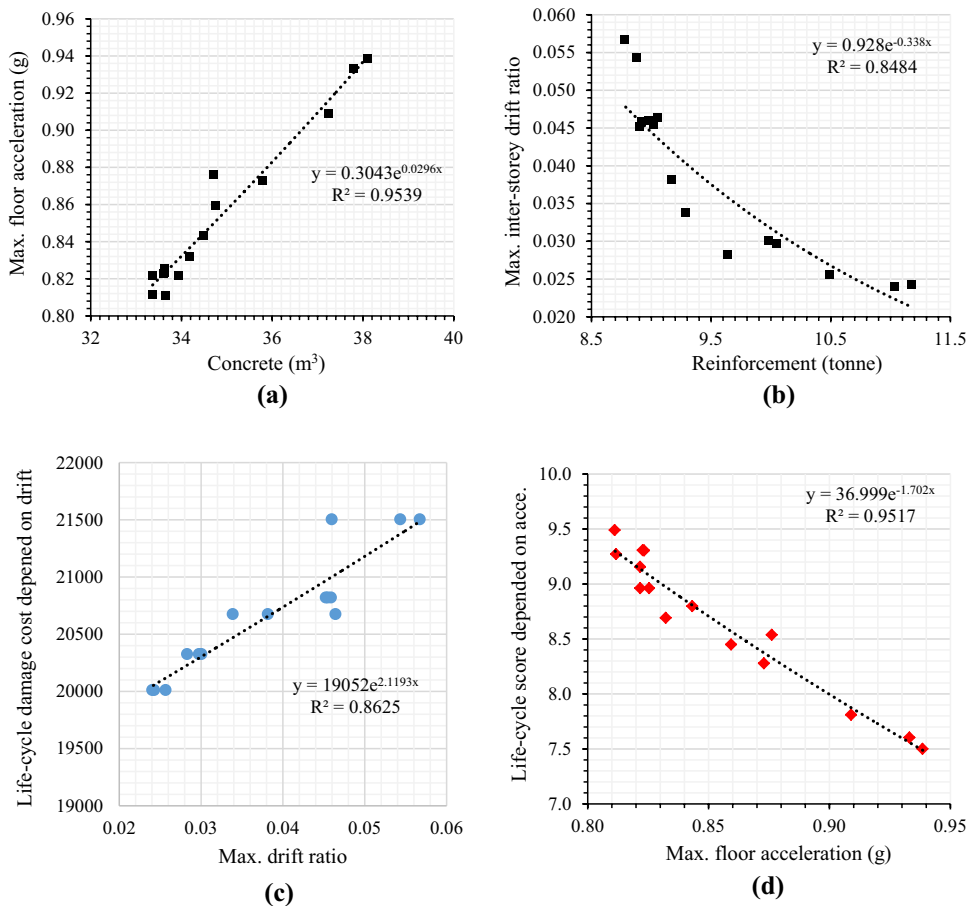 Max. floor acceleration (g)
0.96
0.94
0.92
0.90
0.88
0.86
0.84
0.82
0.80
y = 0.3043e^0.0296x
R² = 0.9539
32 34 36 38 40
Concrete (m³)
(a)
Max. inter-storey drift ratio
0.060
0.055
0.050
0.045
0.040
0.035
0.030
0.025
0.020
y = 0.928e^-0.338x
R² = 0.8484
8.5 9.5 10.5 11.5
Reinforcement (tonne)
(b)
Life-cycle damage cost depened on drift
22000
21500
21000
20500
20000
19500
19000
y = 19052e^2.1193x
R² = 0.8625
0.02 0.03 0.04 0.05 0.06
Max. drift ratio
(c)
Life-cycle score depended on acce.
10.0
9.5
9.0
8.5
8.0
7.5
7.0
y = 36.999e^-1.702x
R² = 0.9517
0.80 0.85 0.90 0.95
Max. floor acceleration (g)
(d)